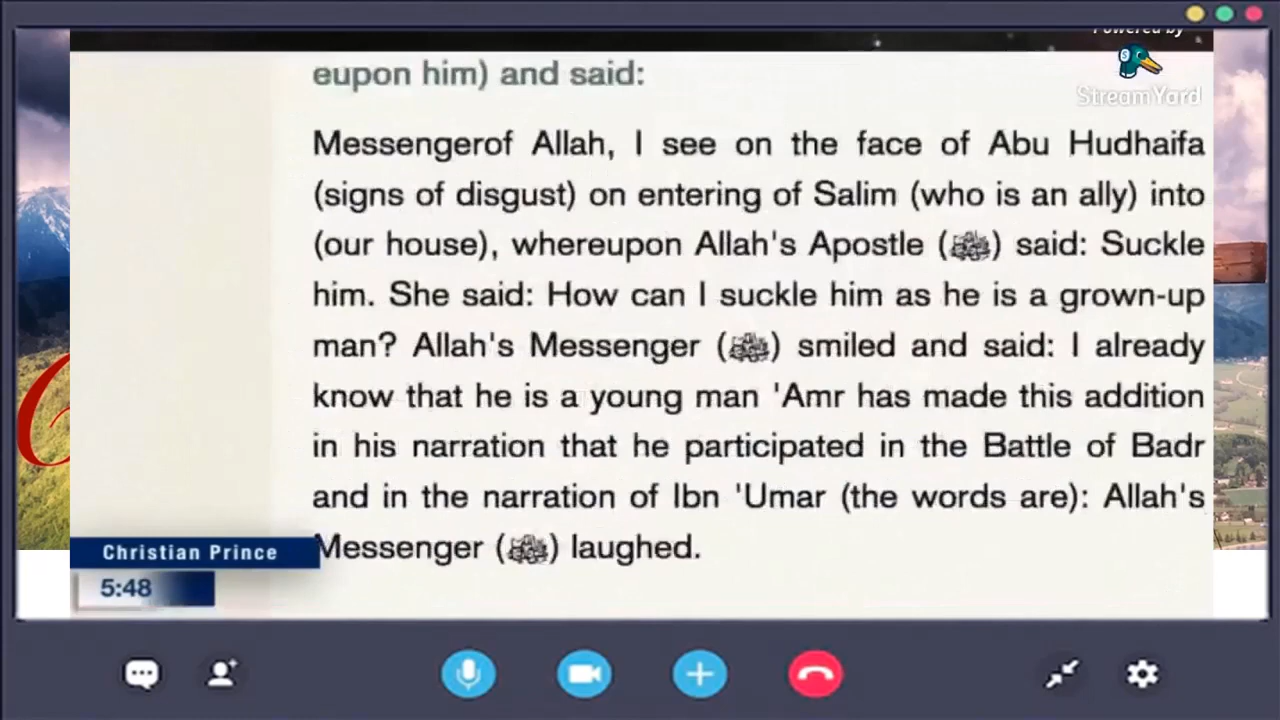 Powered by
StreamYard
eupon him) and said:
Messengerof Allah, I see on the face of Abu Hudhaifa
(signs of disgust) on entering of Salim (who is an ally) into
(our house), whereupon Allah's Apostle (ﷺ) said: Suckle
him. She said: How can I suckle him as he is a grown-up
man? Allah's Messenger (ﷺ) smiled and said: I already
know that he is a young man 'Amr has made this addition
in his narration that he participated in the Battle of Badr
and in the narration of Ibn 'Umar (the words are): Allah's
Messenger (ﷺ) laughed.
Christian Prince
5:48